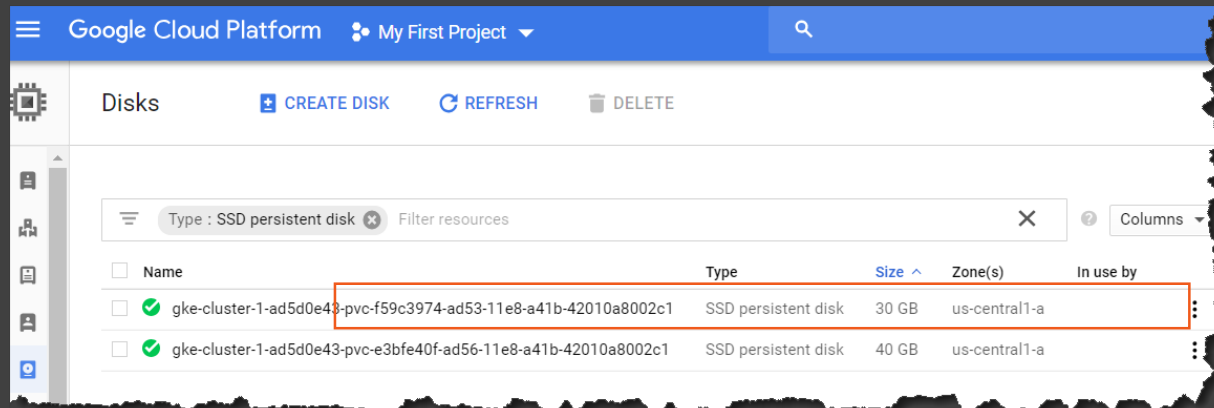 Google Cloud Platform My First Project
Disks CREATE DISK REFRESH DELETE
Type : SSD persistent disk Filter resources Columns
Name Type Size Zone(s) In use by
gke-cluster-1-ad5d0e43-pvc-f59c3974-ad53-11e8-a41b-42010a8002c1 SSD persistent disk 30 GB us-central1-a
gke-cluster-1-ad5d0e43-pvc-e3bfe40f-ad56-11e8-a41b-42010a8002c1 SSD persistent disk 40 GB us-central1-a